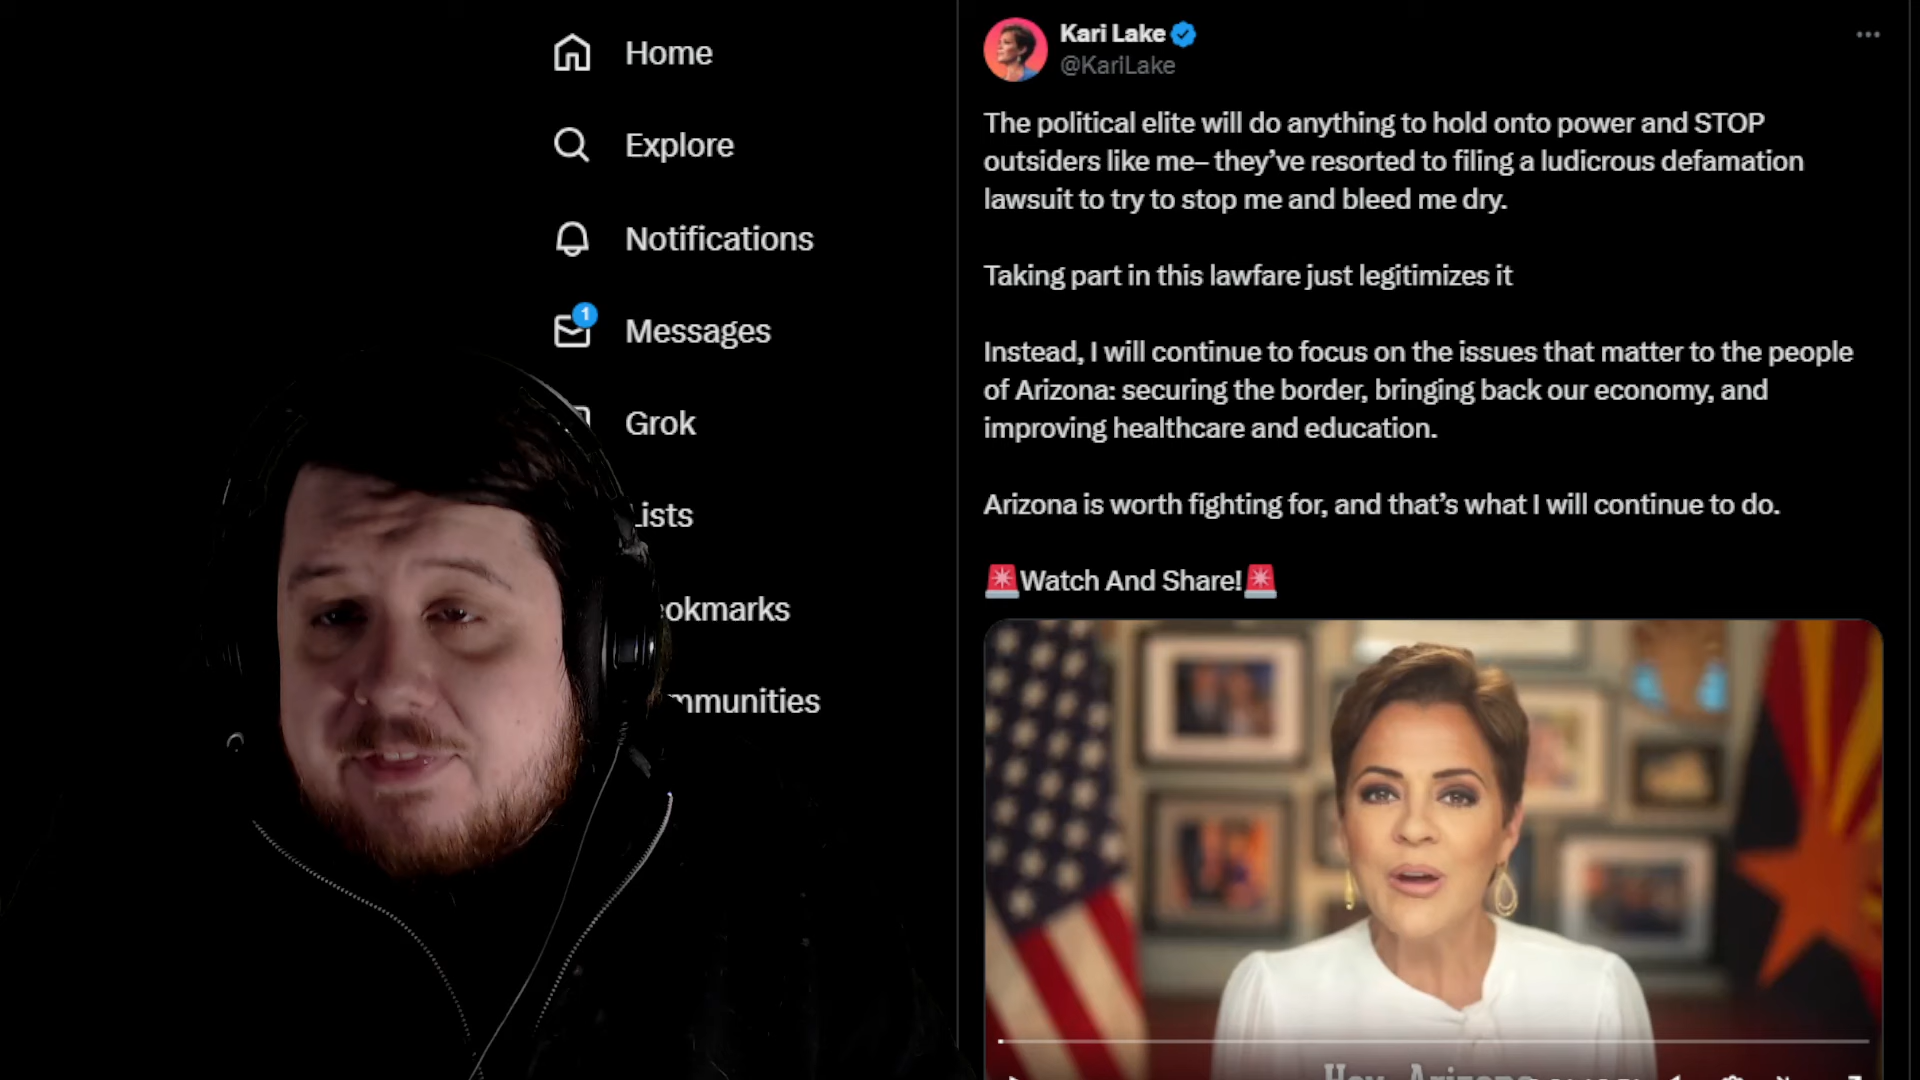 Home
Explore
Notifications
1
Messages
Grok
Lists
okmarks
mmunities
Kari Lake
@KariLake
The political elite will do anything to hold onto power and STOP
outsiders like me– they’ve resorted to filing a ludicrous defamation
lawsuit to try to stop me and bleed me dry.
Taking part in this lawfare just legitimizes it
Instead, I will continue to focus on the issues that matter to the people
of Arizona: securing the border, bringing back our economy, and
improving healthcare and education.
Arizona is worth fighting for, and that’s what I will continue to do.
🚨Watch And Share!🚨
Hey, Arizona